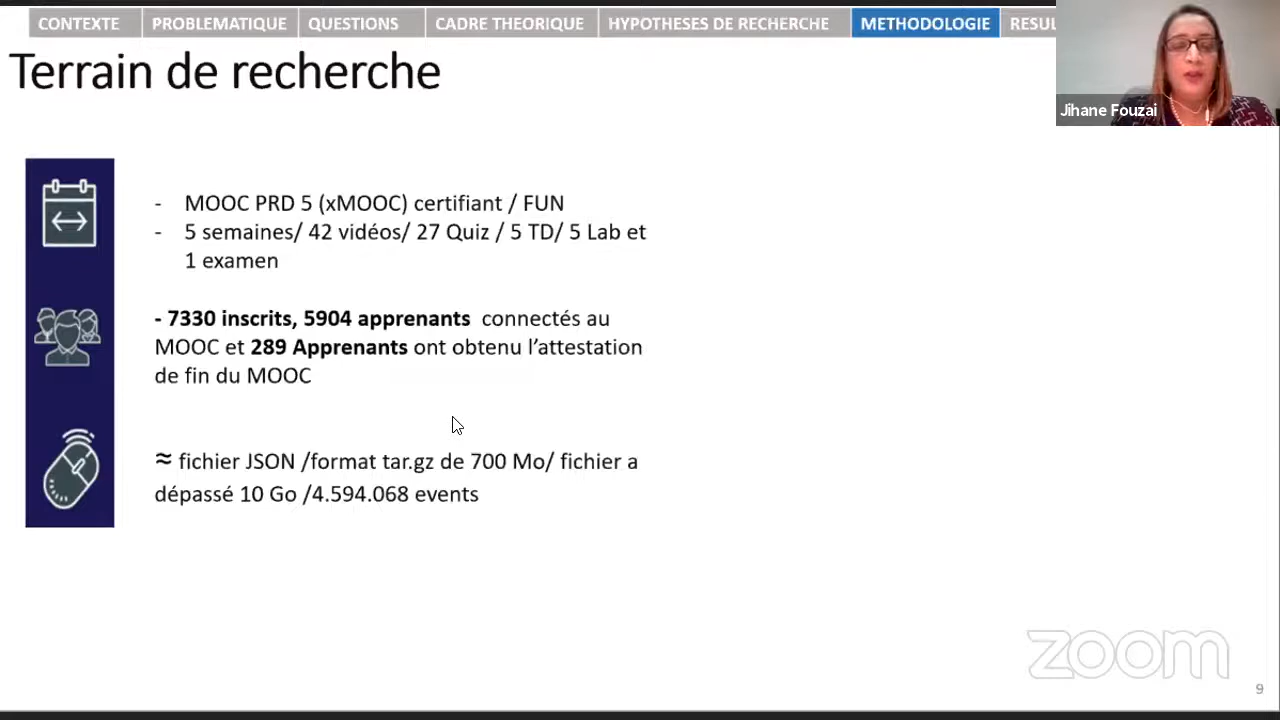 CONTEXTE PROBLEMATIQUE QUESTIONS CADRE THEORIQUE HYPOTHESES DE RECHERCHE METHODOLOGIE RESUL
Terrain de recherche
Jihane Fouzai
- MOOC PRD 5 (xMOOC) certifiant / FUN
- 5 semaines/ 42 vidéos/ 27 Quiz / 5 TD/ 5 Lab et
1 examen
- 7330 inscrits, 5904 apprenants connectés au
MOOC et 289 Apprenants ont obtenu l’attestation
de fin du MOOC
≈ fichier JSON /format tar.gz de 700 Mo/ fichier a
dépassé 10 Go /4.594.068 events
zoom
9